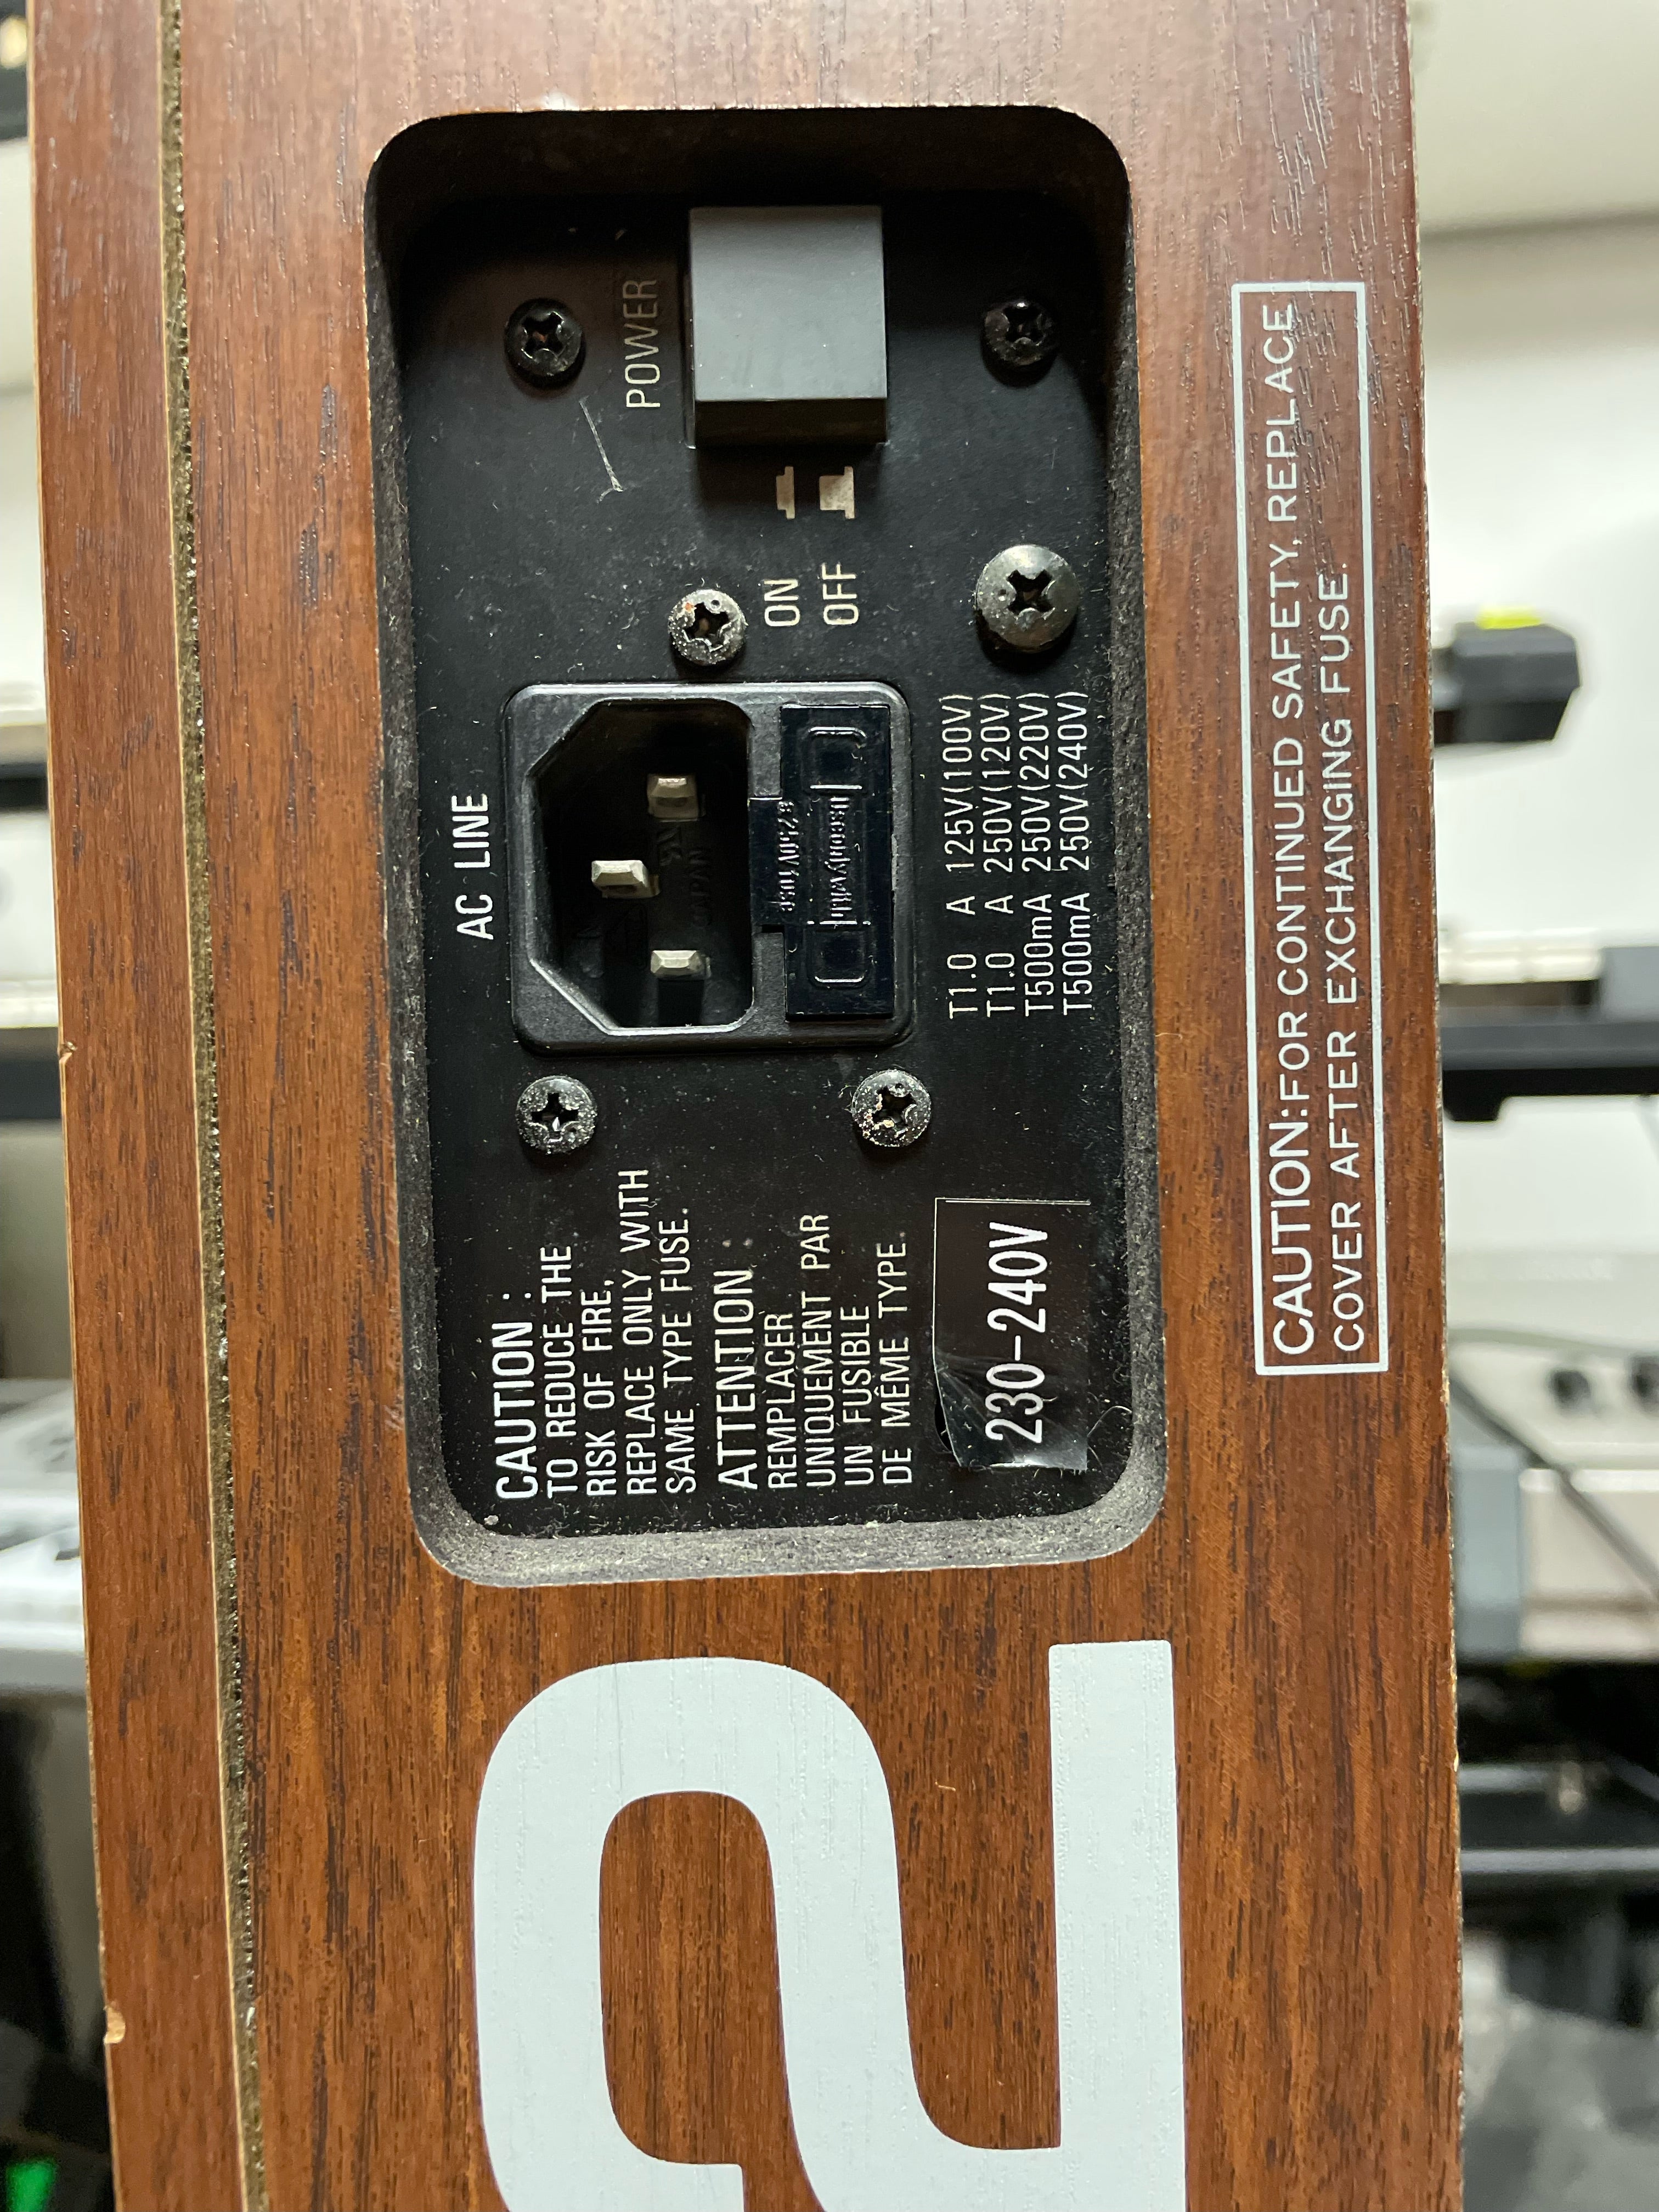 CAUTION:
TO REDUCE THE
RISK OF FIRE,
REPLACE ONLY WITH
SAME TYPE FUSE.
ATTENTION:
REMPLACER
UNIQUEMENT PAR
UN FUSIBLE
DE MÊME TYPE.
230-240V
AC LINE
JAPAN
T1.0 A 125V(100V)
T1.0 A 250V(120V)
T500mA 250V(220V)
T500mA 250V(240V)
POWER
ON
OFF
CAUTION:FOR CONTINUED SAFETY, REPLACE
COVER AFTER EXCHANGING FUSE.